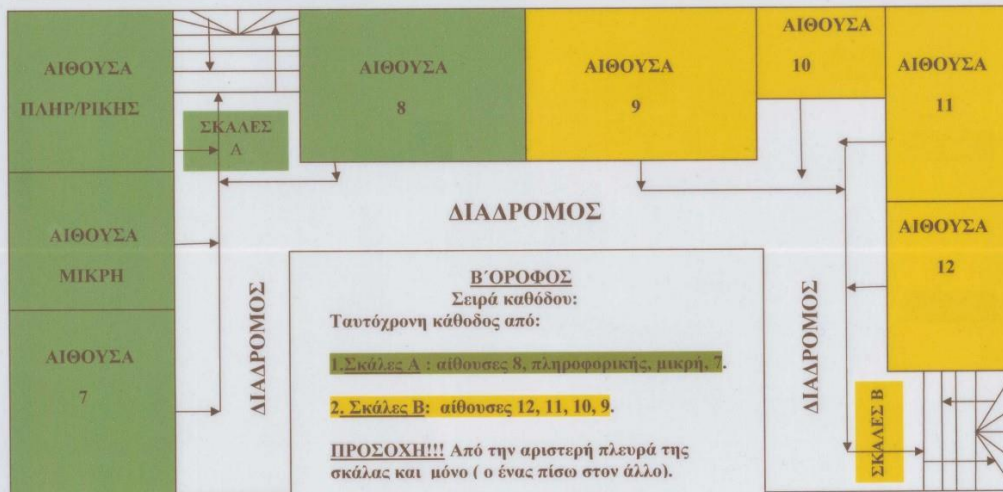 ΑΙΘΟΥΣΑ
ΠΛΗΡ/ΡΙΚΗΣ
ΣΚΑΛΕΣ
Α
ΑΙΘΟΥΣΑ
8
ΑΙΘΟΥΣΑ
9
ΑΙΘΟΥΣΑ
10
ΑΙΘΟΥΣΑ
11
ΑΙΘΟΥΣΑ
ΜΙΚΡΗ
ΔΙΑΔΡΟΜΟΣ
ΑΙΘΟΥΣΑ
12
ΑΙΘΟΥΣΑ
7
ΔΙΑΔΡΟΜΟΣ
Β΄ΟΡΟΦΟΣ
Σειρά καθόδου:
Ταυτόχρονη κάθοδος από:
1.Σκάλες Α : αίθουσες 8, πληροφορικής, μικρή, 7.
2. Σκάλες Β: αίθουσες 12, 11, 10, 9.
ΠΡΟΣΟΧΗ!!! Από την αριστερή πλευρά της
σκάλας και μόνο ( ο ένας πίσω στον άλλο).
ΔΙΑΔΡΟΜΟΣ
ΣΚΑΛΕΣ Β